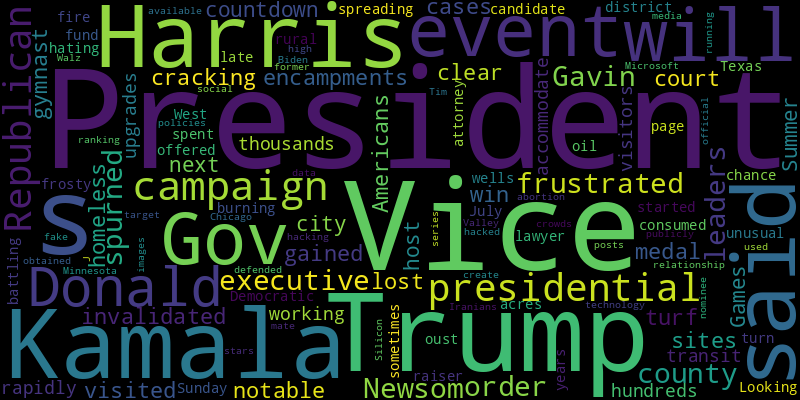 available
spreading
candidate
district
media
fire
Harris
countdown
cases
running
fund
Walz
late
rural
high
Biden
former
event
will
hating
gymnast
Republican
cracking
social
encampments
clear
Tim
attorney
accommodate
Gavin
Microsoft
court
Texas
upgrades
West
policies
spent
offered
President
visitors
official
Summer
ranking
thousands
Americans
page
oil
next
homeless
spurned
frosty
s
campaign
Vice
wells
win
frustrated
leaders
chance
abortion
July
started
said
target
Chicago
burning
city
host
series
Valley
hacked
crowds
lawyer
consumed
publicly
unusual
battling
fake
Gov
hacking
gained
posts
medal
used
obtained
images
data
defended
relationship
Minnesota
Donald
executive
lost
presidential
create
Games
nominee
J
Democratic
Iranians
acres
technology
Kamala
invalidated
working
Trump
turf
mate
Silicon
sometimes
oust
sites
turn
stars
years
transit
rapidly
visited
Sunday
notable
Newsom
raiser
order
hundreds
county
Looking